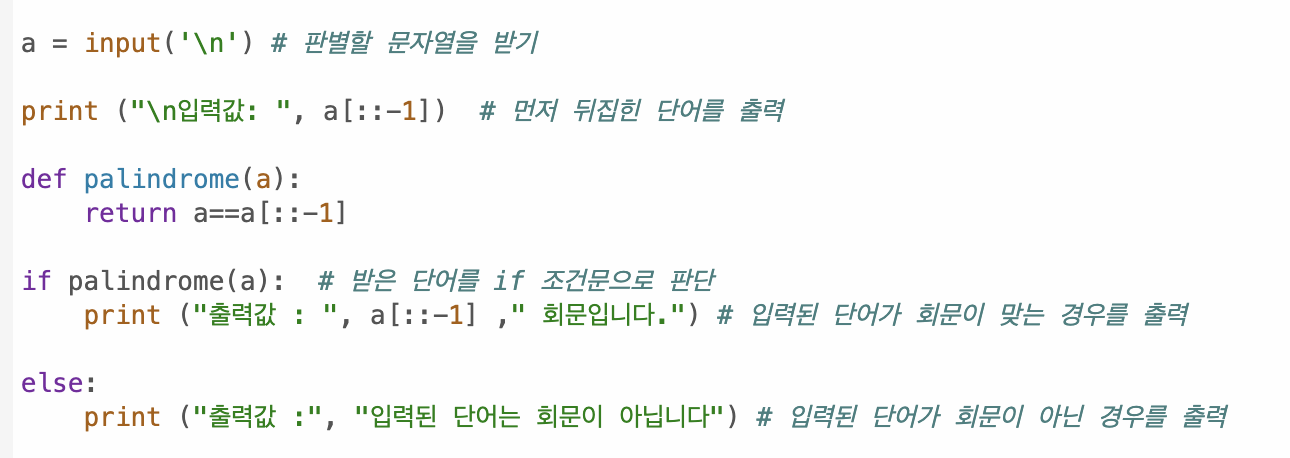 a = input('\n') # 판별할 문자열을 받기
print ("\n입력값: ", a[::-1])  # 먼저 뒤집힌 단어를 출력
def palindrome(a):
    return a==a[::-1]
if palindrome(a):  # 받은 단어를 if 조건문으로 판단
    print ("출력값 : ", a[::-1] ," 회문입니다.") # 입력된 단어가 회문이 맞는 경우를 출력
else:
    print ("출력값 :", "입력된 단어는 회문이 아닙니다") # 입력된 단어가 회문이 아닌 경우를 출력